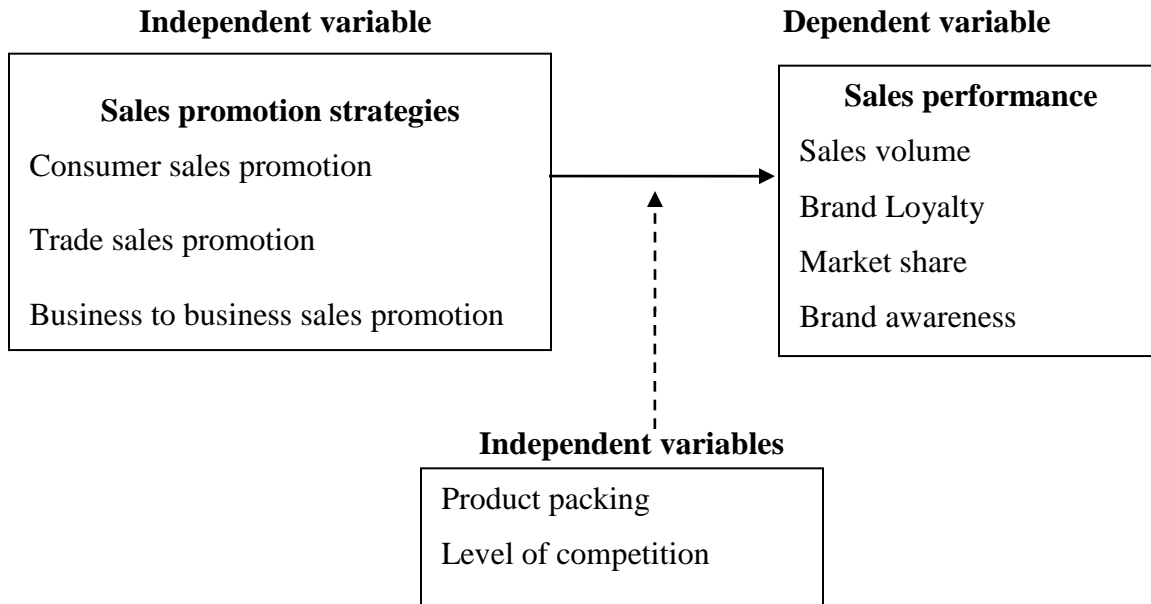 Independent variable
Dependent variable
Sales promotion strategies
Consumer sales promotion
Trade sales promotion
Business to business sales promotion
Sales performance
Sales volume
Brand Loyalty
Market share
Brand awareness
Independent variables
Product packing
Level of competition